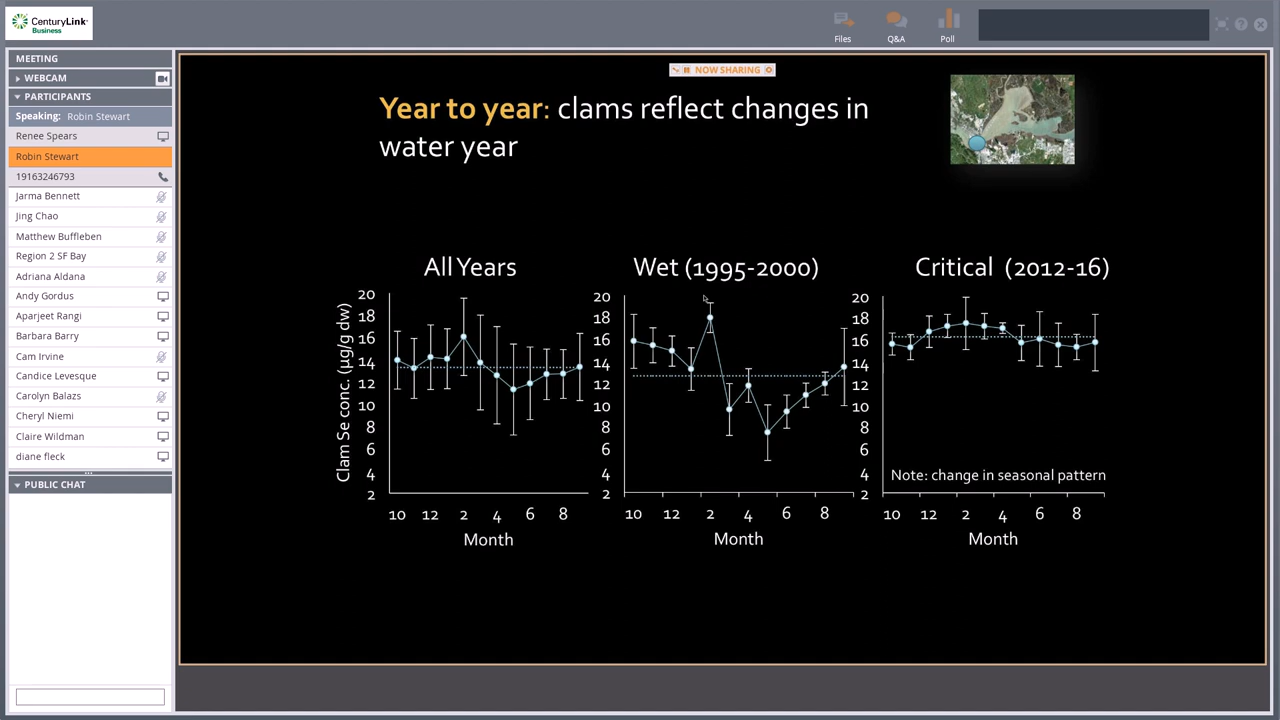 CenturyLink
Business
Files
Q&A
Poll
MEETING
WEBCAM
PARTICIPANTS
Speaking: Robin Stewart
Renee Spears
Robin Stewart
19163246793
Jarma Bennett
Jing Chao
Matthew Buffleben
Region 2 SF Bay
Adriana Aldana
Andy Gordus
Aparjeet Rangi
Barbara Barry
Cam Irvine
Candice Levesque
Carolyn Balazs
Cheryl Niemi
Claire Wildman
diane fleck
PUBLIC CHAT
NOW SHARING
Year to year: clams reflect changes in
water year
All Years
Clam Se conc. (µg/g dw)
20
18
16
14
12
10
8
6
4
2
10 12 2 4 6 8
Month
Wet (1995-2000)
20
18
16
14
12
10
8
6
4
2
10 12 2 4 6 8
Month
Critical (2012-16)
20
18
16
14
12
10
8
6
4
2
Note: change in seasonal pattern
10 12 2 4 6 8
Month